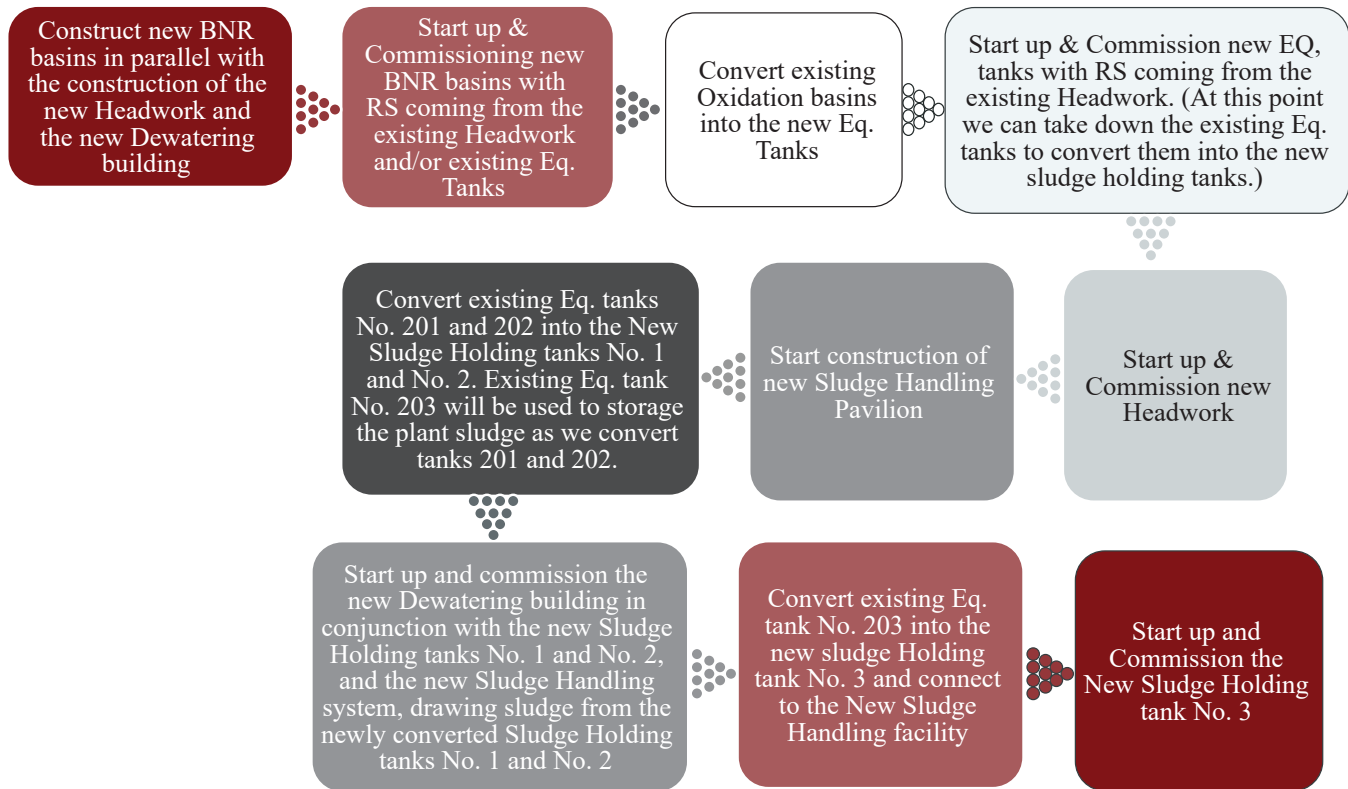 Construct new BNR
basins in parallel with
the construction of the
new Headwork and
the new Dewatering
building
Start up &
Commissioning new
BNR basins with
RS coming from the
existing Headwork
and/or existing Eq.
Tanks
Convert existing
Oxidation basins
into the new Eq.
Tanks
Start up & Commission new EQ,
tanks with RS coming from the
existing Headwork. (At this point
we can take down the existing Eq.
tanks to convert them into the new
sludge holding tanks.)
Start up &
Commission new
Headwork
Start construction of
new Sludge Handling
Pavilion
Convert existing Eq. tanks
No. 201 and 202 into the New
Sludge Holding tanks No. 1
and No. 2. Existing Eq. tank
No. 203 will be used to storage
the plant sludge as we convert
tanks 201 and 202.
Start up and commission the
new Dewatering building in
conjunction with the new Sludge
Holding tanks No. 1 and No. 2,
and the new Sludge Handling
system, drawing sludge from the
newly converted Sludge Holding
tanks No. 1 and No. 2
Convert existing Eq.
tank No. 203 into the
new sludge Holding
tank No. 3 and connect
to the New Sludge
Handling facility
Start up and
Commission the
New Sludge Holding
tank No. 3